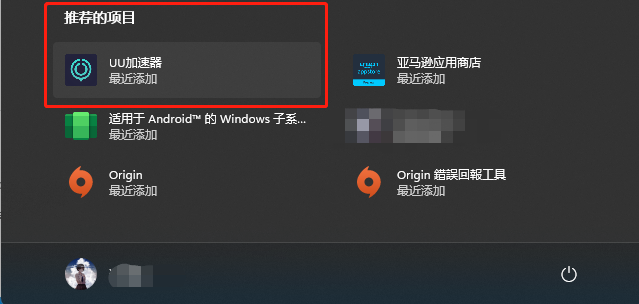 推荐的项目
UU加速器
最近添加
amazon
appstore
亚马逊应用商店
最近添加
适用于 Android™ 的 Windows 子系...
最近添加
Origin
最近添加
Origin 錯誤回報工具
最近添加